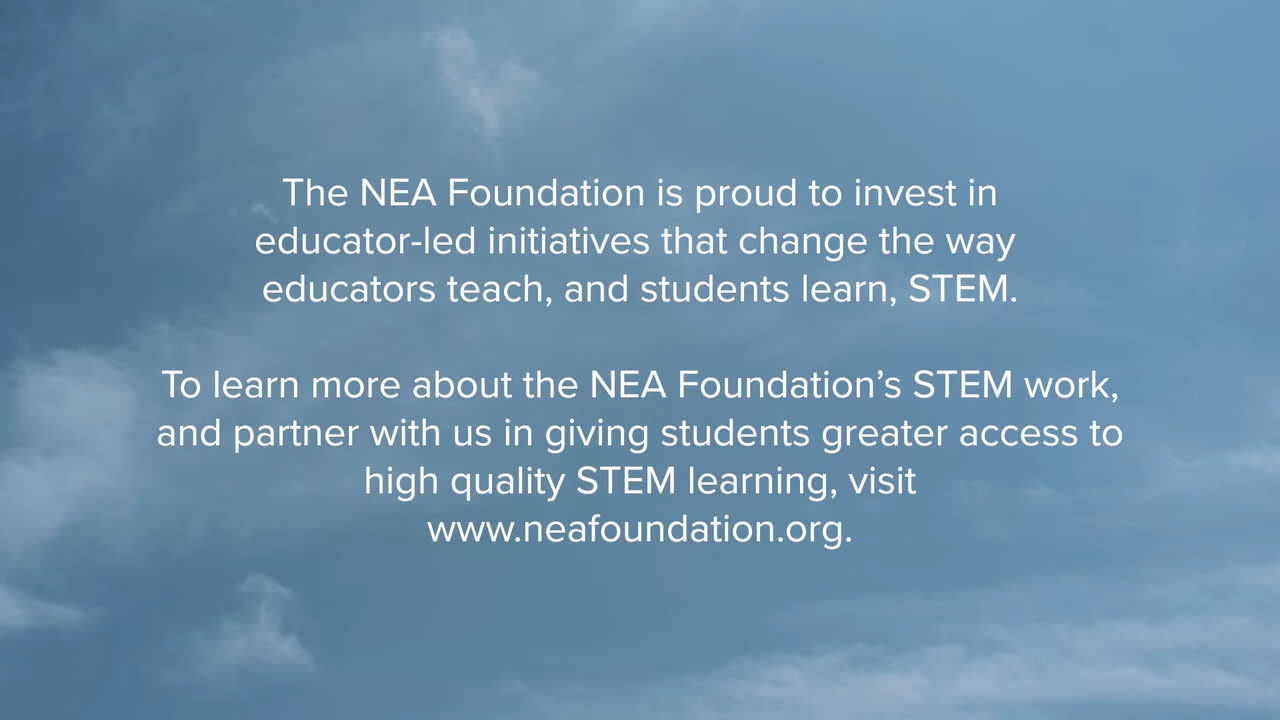 The NEA Foundation is proud to invest in
educator-led initiatives that change the way
educators teach, and students learn, STEM.
To learn more about the NEA Foundation’s STEM work,
and partner with us in giving students greater access to
high quality STEM learning, visit
www.neafoundation.org.